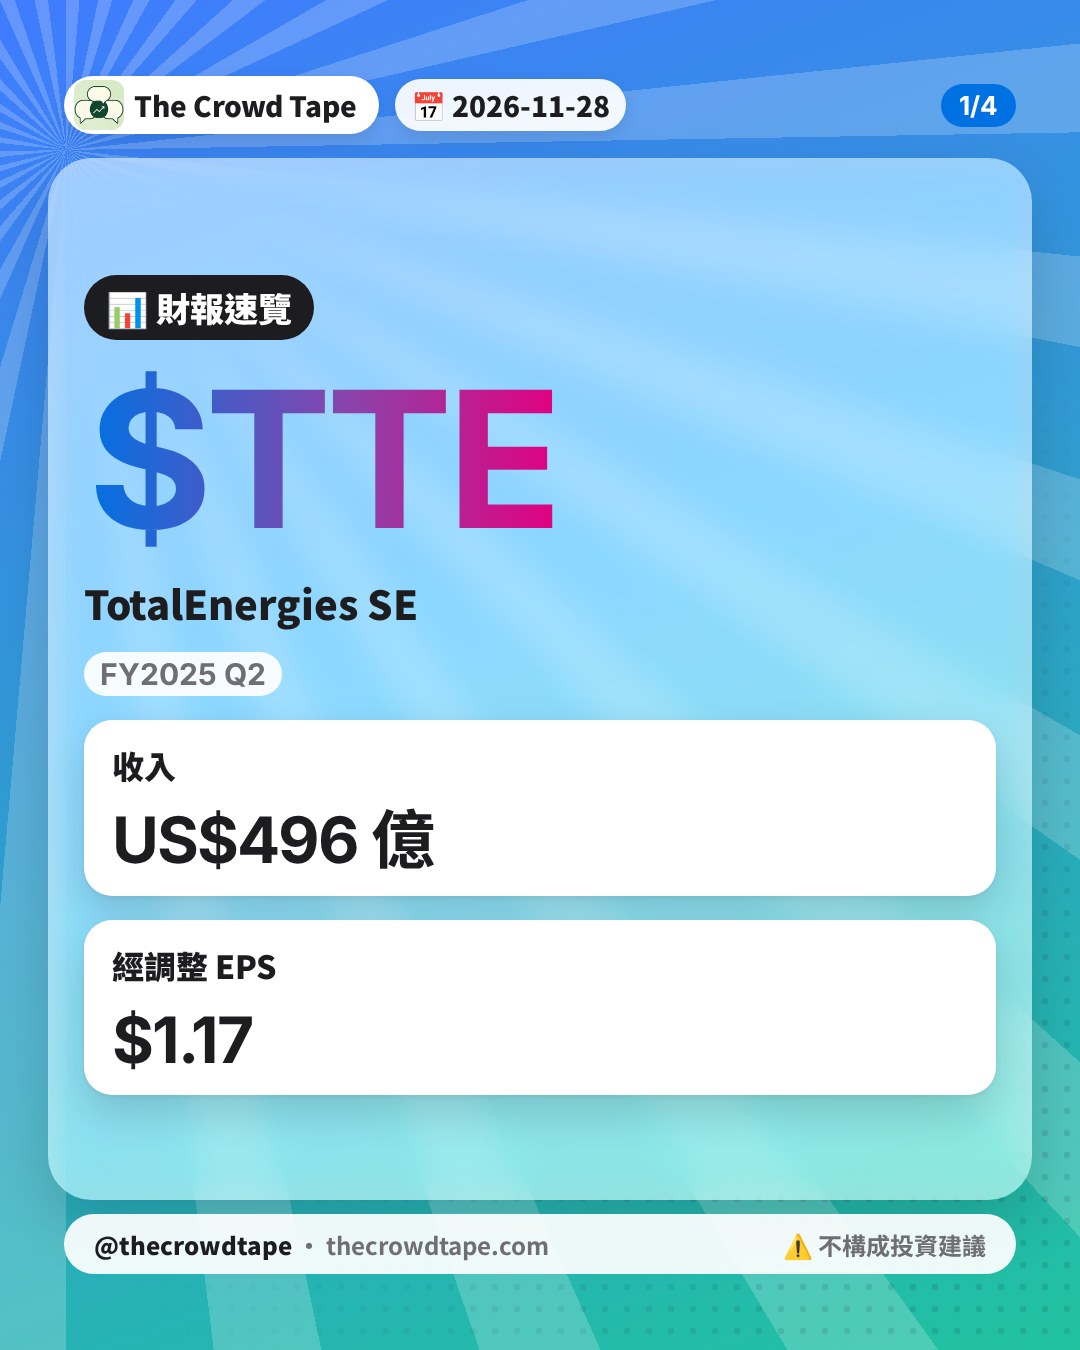 The Crowd Tape
📅 2026-11-28
1/4
📊 財報速覽
$TTE
TotalEnergies SE
FY2025 Q2
收入
US$496 億
經調整 EPS
$1.17
@thecrowdtape • thecrowdtape.com
⚠️ 不構成投資建議